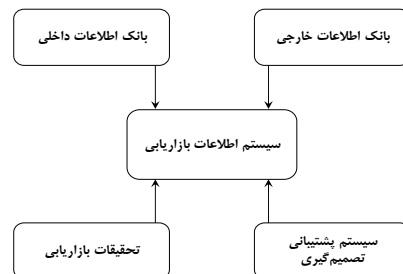 بانک اطلاعات خارجی
بانک اطلاعات داخلی
سیستم اطلاعات بازاریابی
سیستم پشتیبانی
تصمیم‌گیری
تحقیقات بازاریابی